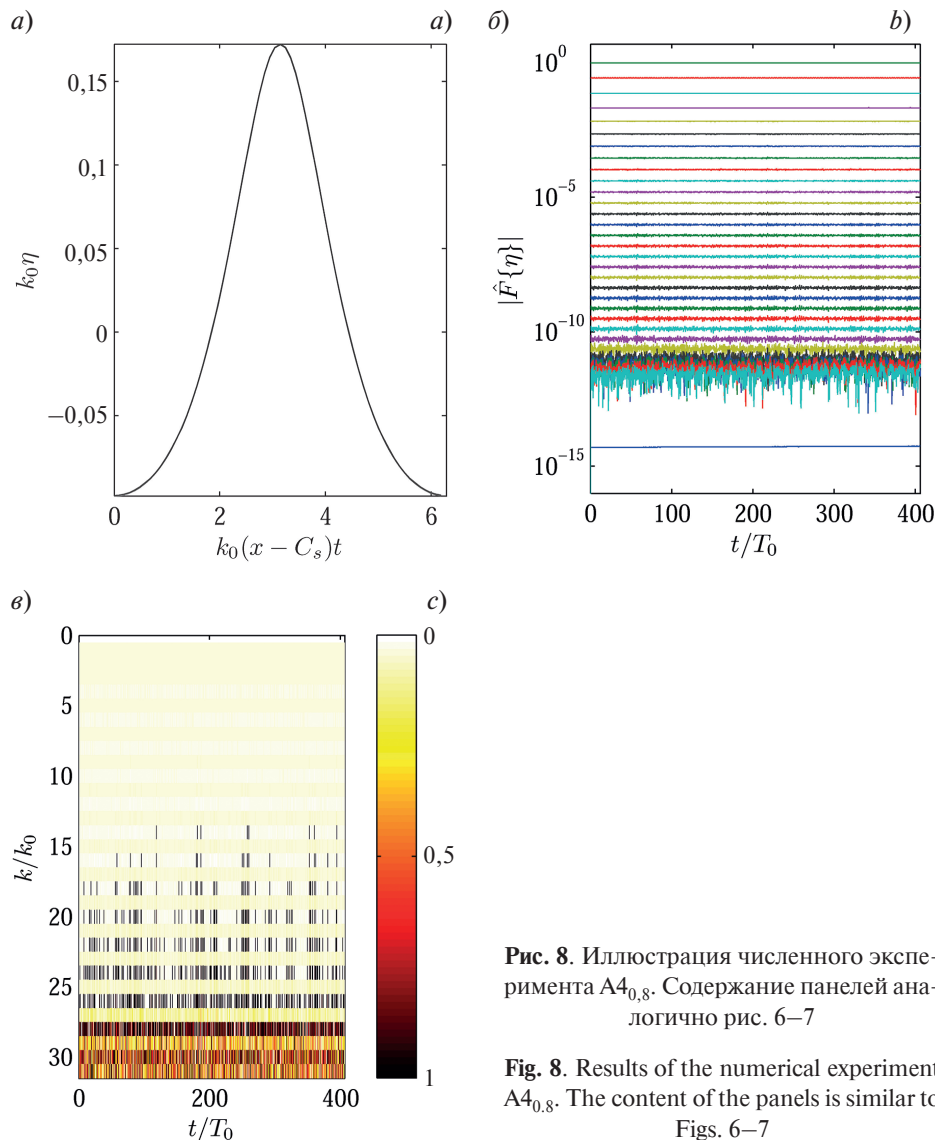 а) a)
0,15
0,1
0,05
0
−0,05
k₀η
0 2 4 6
k₀(x − Cₛ)t
б) b)
10⁰
10⁻⁵
10⁻¹⁰
10⁻¹⁵
|F̂{η}|
0 100 200 300 400
t/T₀
в) c)
0
5
10
15
20
25
30
k/k₀
0 200 400
t/T₀
0
0,5
1
Рис. 8. Иллюстрация численного экспе-
римента A4₀,₈. Содержание панелей ана-
логично рис. 6–7
Fig. 8. Results of the numerical experiment
A4₀.₈. The content of the panels is similar to
Figs. 6–7